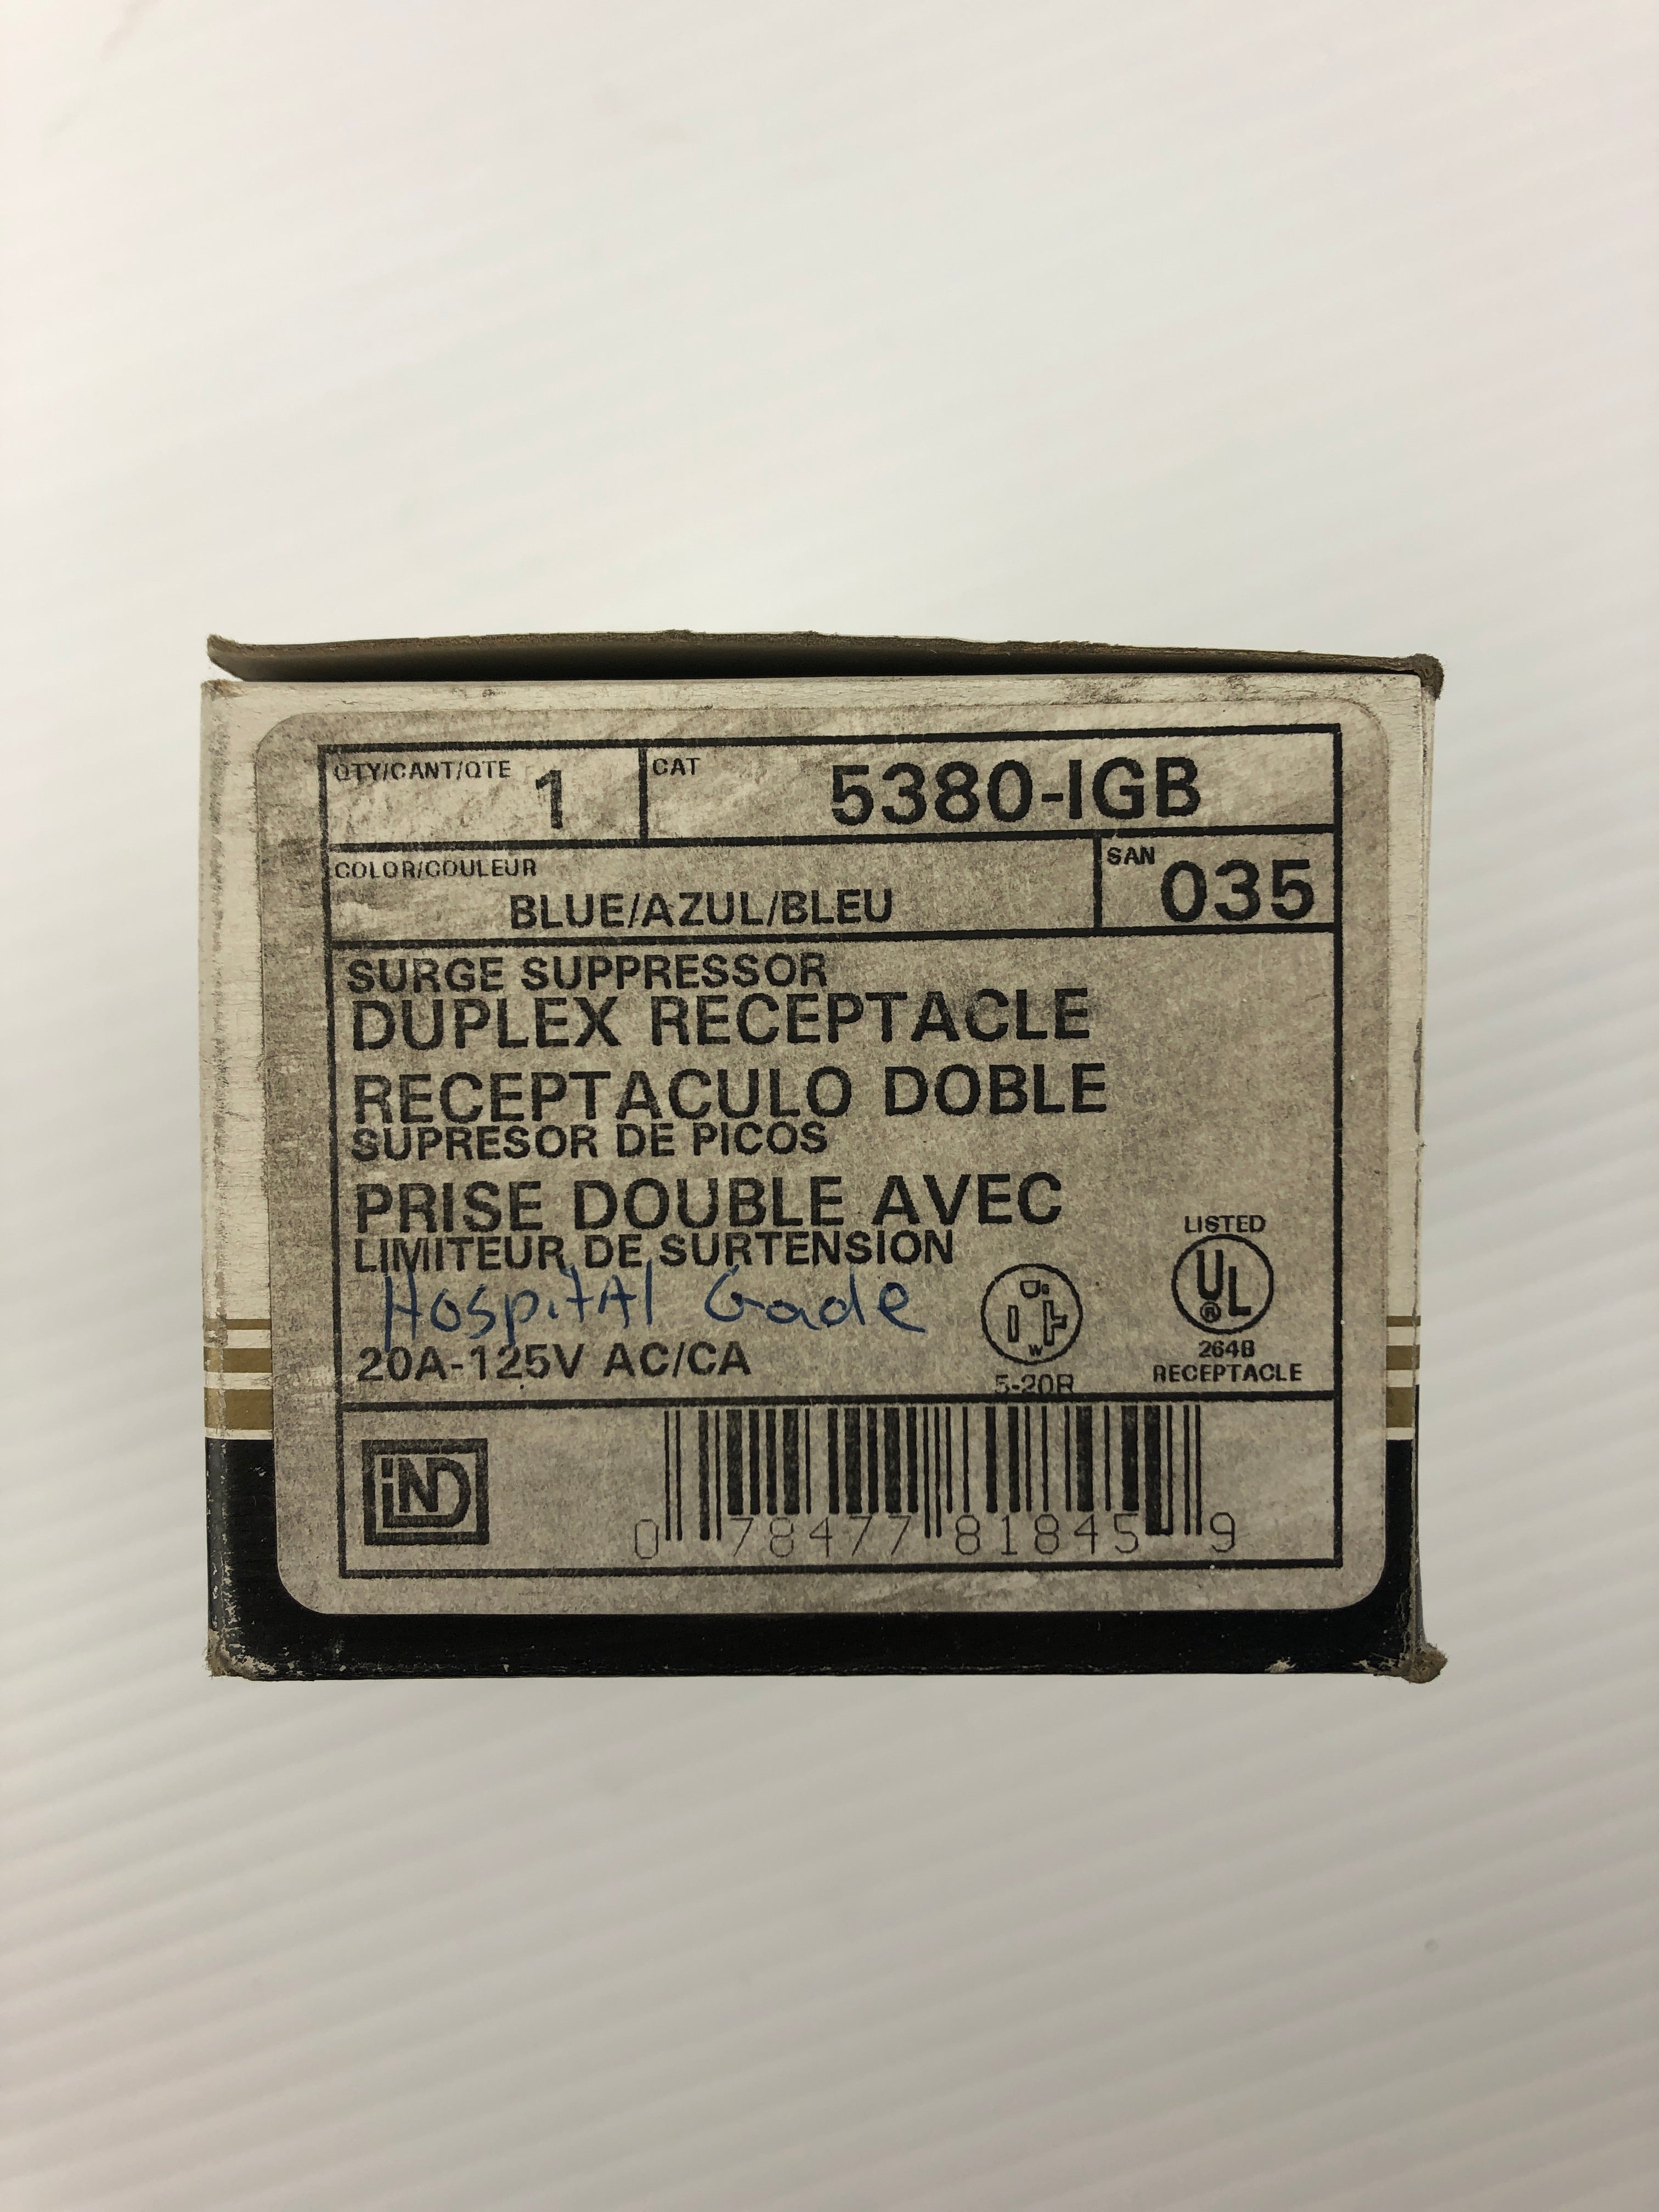 QTY/CANT/QTE 1 CAT 5380-IGB
COLOR/COULEUR
BLUE/AZUL/BLEU
SAN 035
SURGE SUPPRESSOR
DUPLEX RECEPTACLE
RECEPTACULO DOBLE
SUPRESOR DE PICOS
PRISE DOUBLE AVEC
LIMITEUR DE SURTENSION
Hospital Gade
20A-125V AC/CA
G
W
5-20R
LISTED
UL
®
264B
RECEPTACLE
iND
0 78477 81845 9